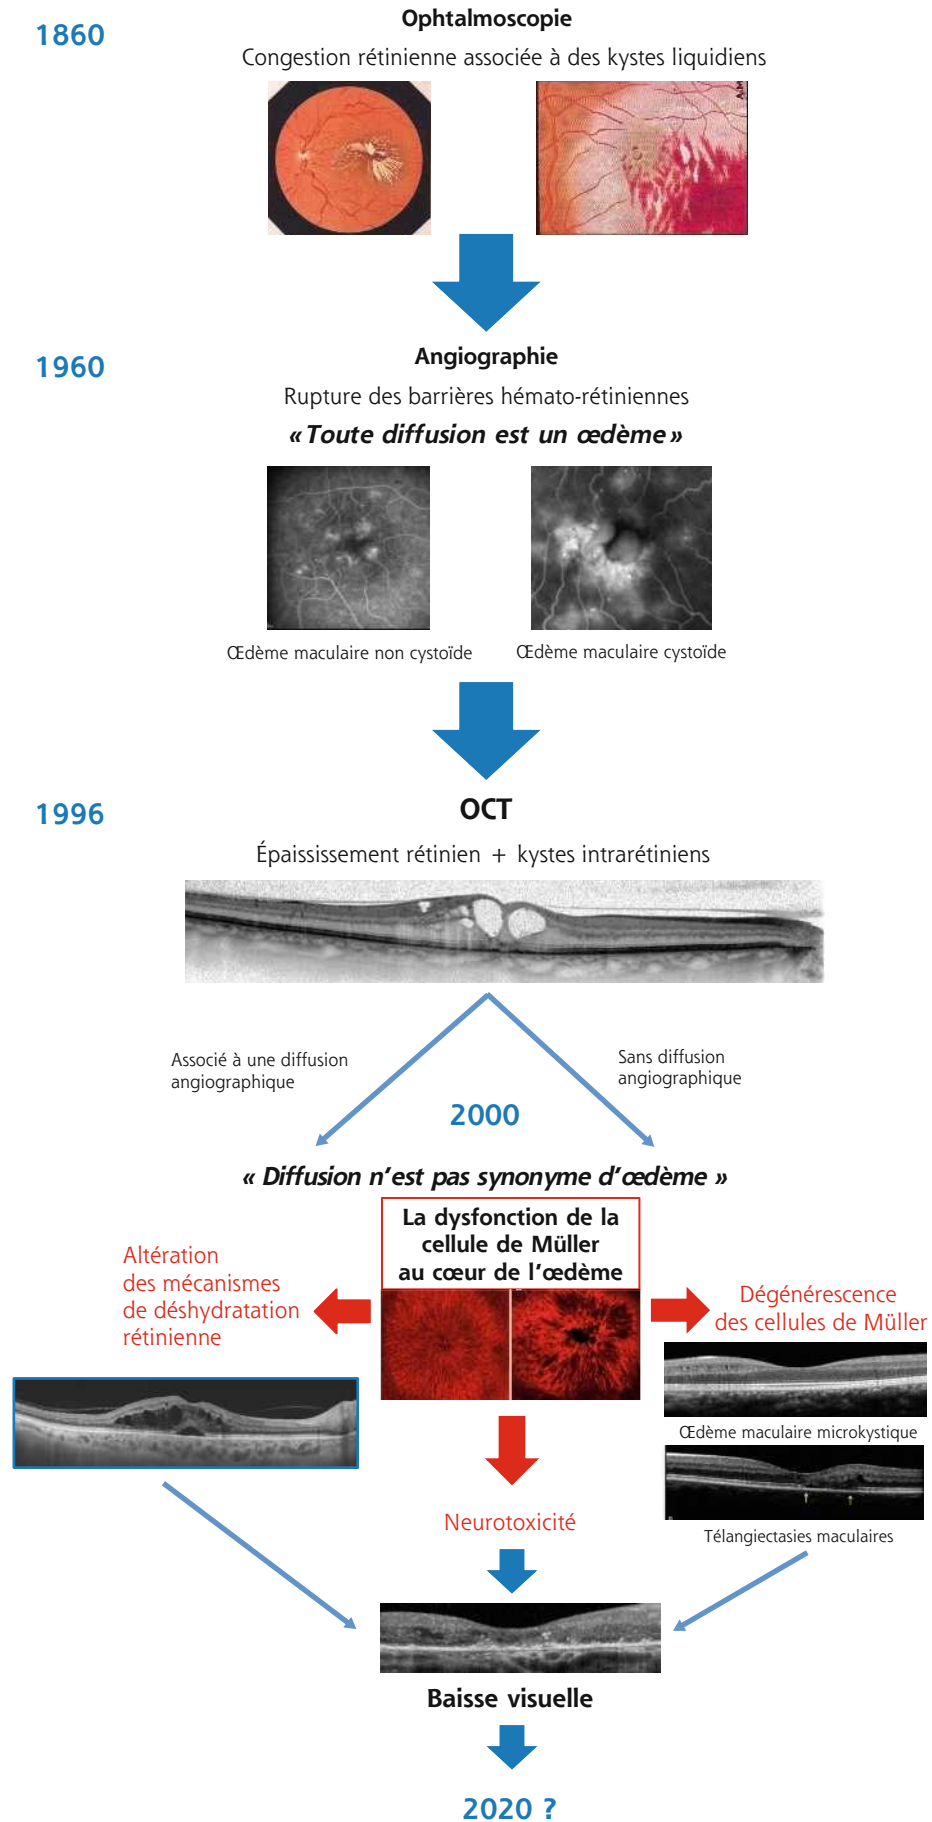 1860
Ophtalmoscopie
Congestion rétinienne associée à des kystes liquidiens
A.M
1960
Angiographie
Rupture des barrières hémato-rétiniennes
« Toute diffusion est un œdème »
Œdème maculaire non cystoïde
Œdème maculaire cystoïde
1996
OCT
Épaississement rétinien + kystes intrarétiniens
Associé à une diffusion
angiographique
Sans diffusion
angiographique
2000
« Diffusion n’est pas synonyme d’œdème »
La dysfonction de la
cellule de Müller
au cœur de l’œdème
Altération
des mécanismes
de déshydratation
rétinienne
Dégénérescence
des cellules de Müller
Œdème maculaire microkystique
Télangiectasies maculaires
Neurotoxicité
Baisse visuelle
2020 ?